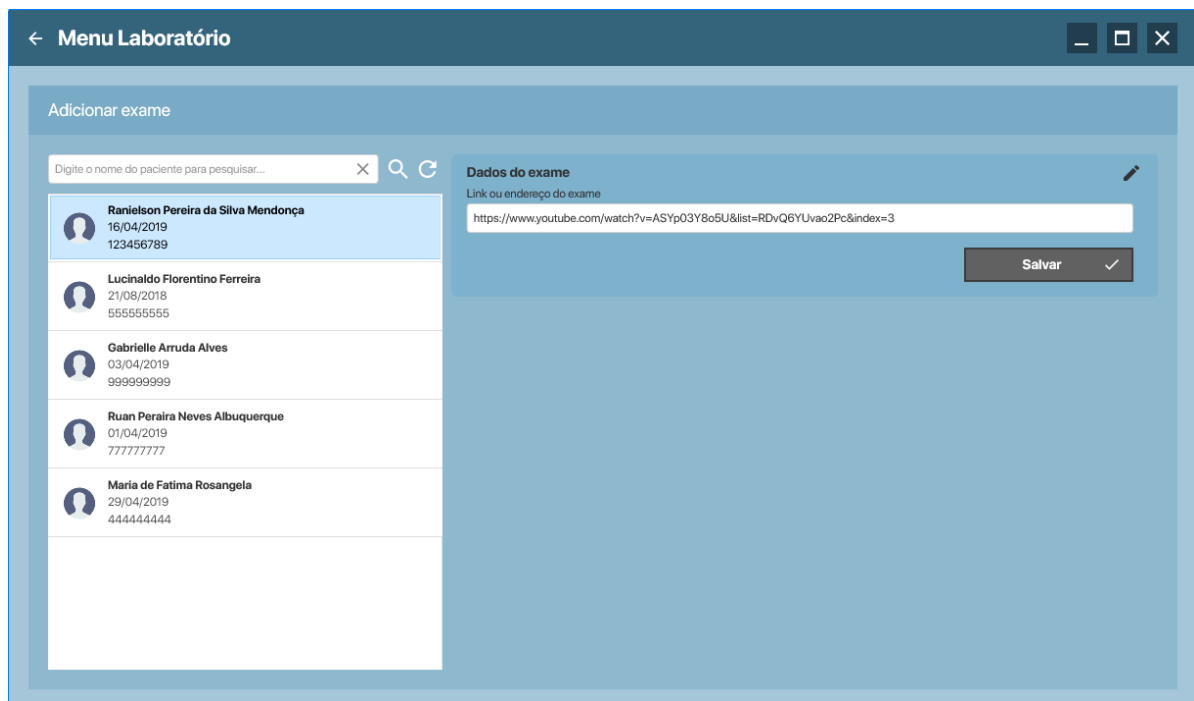 Menu Laboratório
Adicionar exame
Digite o nome do paciente para pesquisar...
Ranielson Pereira da Silva Mendonça
16/04/2019
123456789
Lucinaldo Florentino Ferreira
21/08/2018
555555555
Gabrielle Arruda Alves
03/04/2019
999999999
Ruan Peraira Neves Albuquerque
01/04/2019
777777777
Maria de Fatima Rosangela
29/04/2019
444444444
Dados do exame
Link ou endereço do exame
https://www.youtube.com/watch?v=ASYp03Y8o5U&list=RDvQ6YUvao2Pc&index=3
Salvar